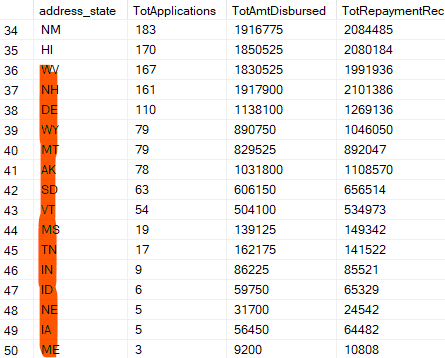 address_state TotApplications TotAmtDisbursed TotRepaymentRec
34 NM 183 1916775 2084485
35 HI 170 1850525 2080184
36 WV 167 1830525 1991936
37 NH 161 1917900 2101386
38 DE 110 1138100 1269136
39 WY 79 890750 1046050
40 MT 79 829525 892047
41 AK 78 1031800 1108570
42 SD 63 606150 656514
43 VT 54 504100 534973
44 MS 19 139125 149342
45 TN 17 162175 141522
46 IN 9 86225 85521
47 ID 6 59750 65329
48 NE 5 31700 24542
49 IA 5 56450 64482
50 ME 3 9200 10808